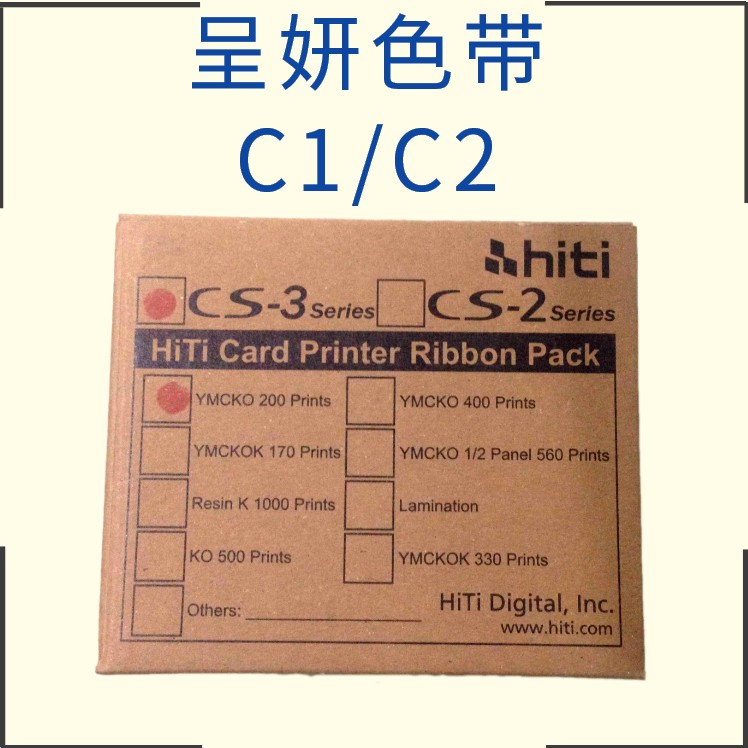 呈妍色带
C1/C2
hiti
CS-3 Series CS-2 Series
HiTi Card Printer Ribbon Pack
YMCKO 200 Prints YMCKO 400 Prints
YMCKOK 170 Prints YMCKO 1/2 Panel 560 Prints
Resin K 1000 Prints Lamination
KO 500 Prints YMCKOK 330 Prints
Others:
HiTi Digital, Inc.
www.hiti.com